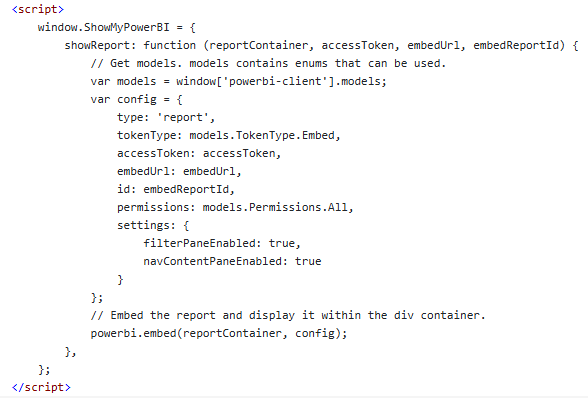 <script>
    window.ShowMyPowerBI = {
        showReport: function (reportContainer, accessToken, embedUrl, embedReportId) {
            // Get models. models contains enums that can be used.
            var models = window['powerbi-client'].models;
            var config = {
                type: 'report',
                tokenType: models.TokenType.Embed,
                accessToken: accessToken,
                embedUrl: embedUrl,
                id: embedReportId,
                permissions: models.Permissions.All,
                settings: {
                    filterPaneEnabled: true,
                    navContentPaneEnabled: true
                }
            };
            // Embed the report and display it within the div container.
            powerbi.embed(reportContainer, config);
        },
    };
</script>